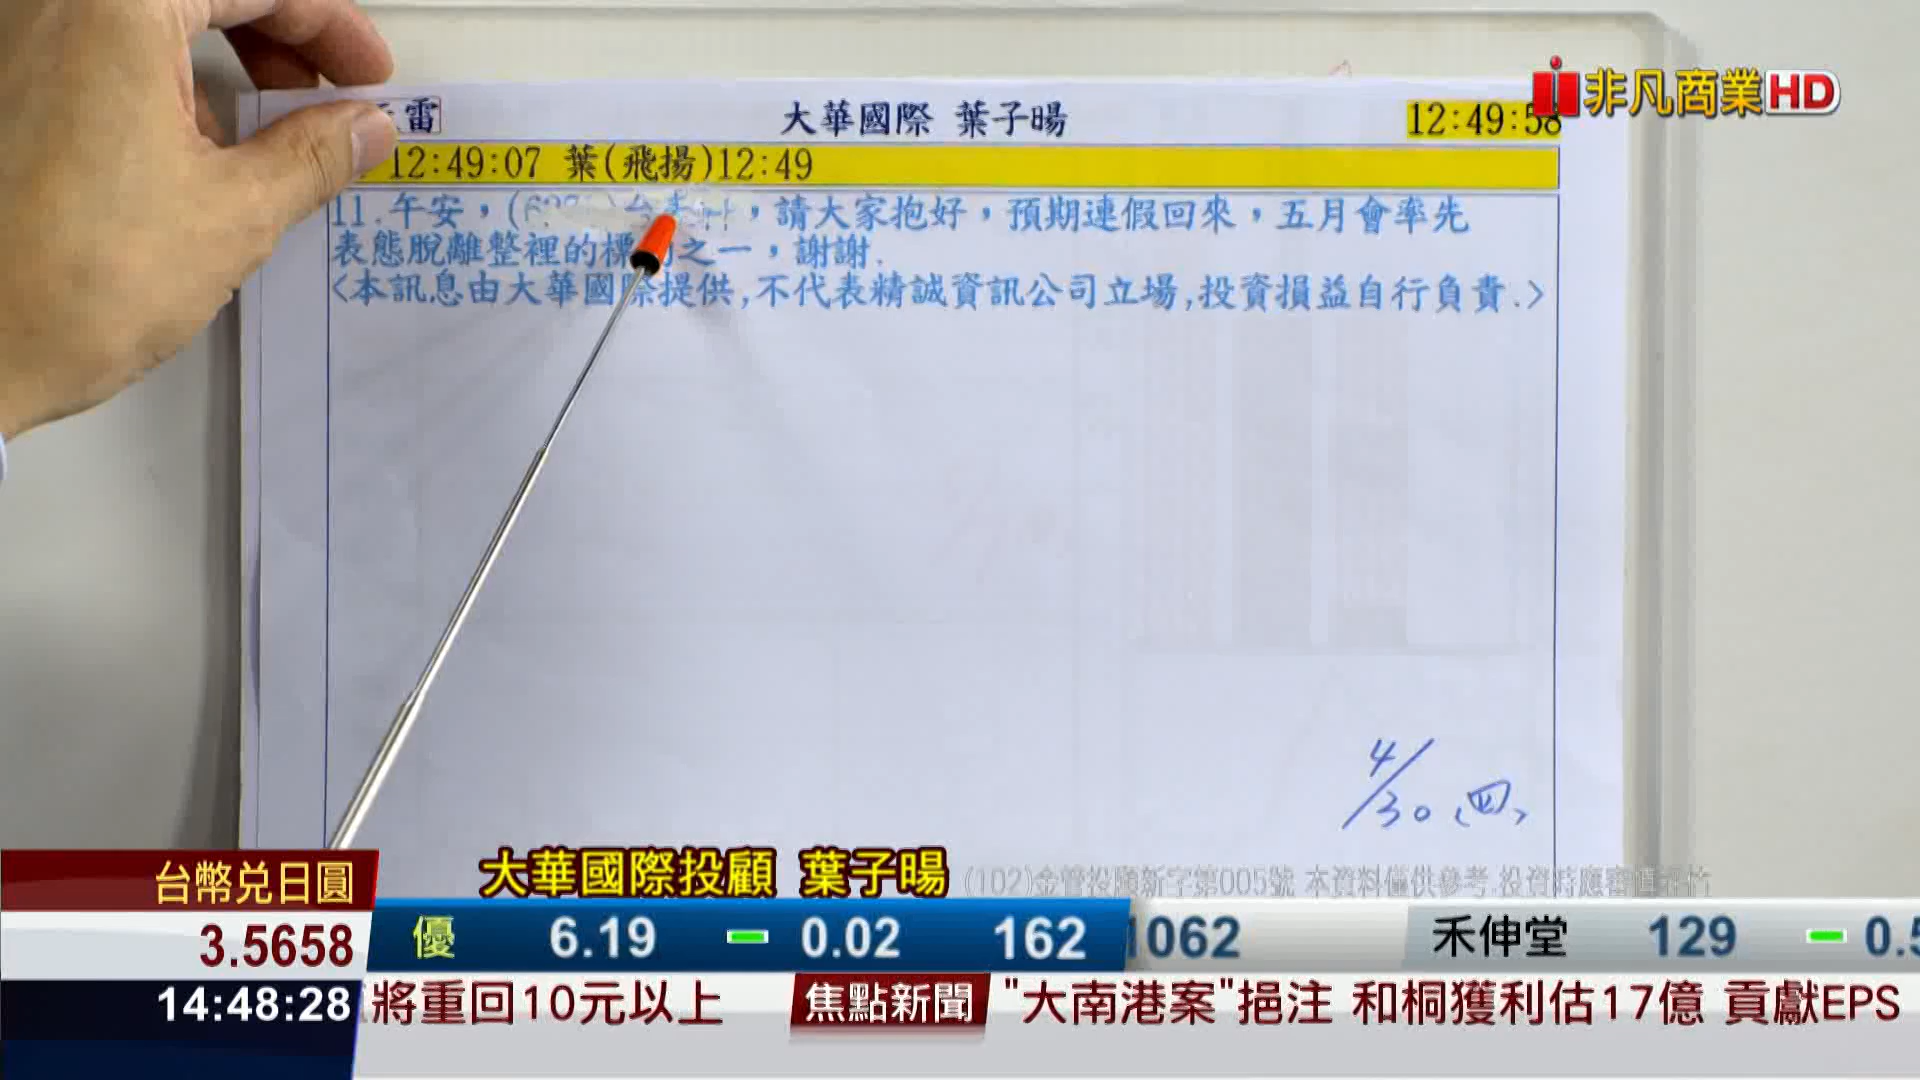 非凡商業HD
雷 大華國際 葉子暘 12:49:58
12:49:07 葉(飛揚)12:49
11.午安，( ，請大家抱好，預期連假回來，五月會率先
表態脫離整裡的標 之一，謝謝.
<本訊息由大華國際提供,不代表精誠資訊公司立場,投資損益自行負責.>
4/30(四)
大華國際投顧 葉子暘 (102)金管投顧新字第005號 本資料僅供參考,投資時應審慎
台幣兌日圓
3.5658
優 6.19 0.02 162 1062 禾伸堂 129
14:48:28
將重回10元以上 焦點新聞 "大南港案"挹注 和桐獲利估17億 貢獻EPS